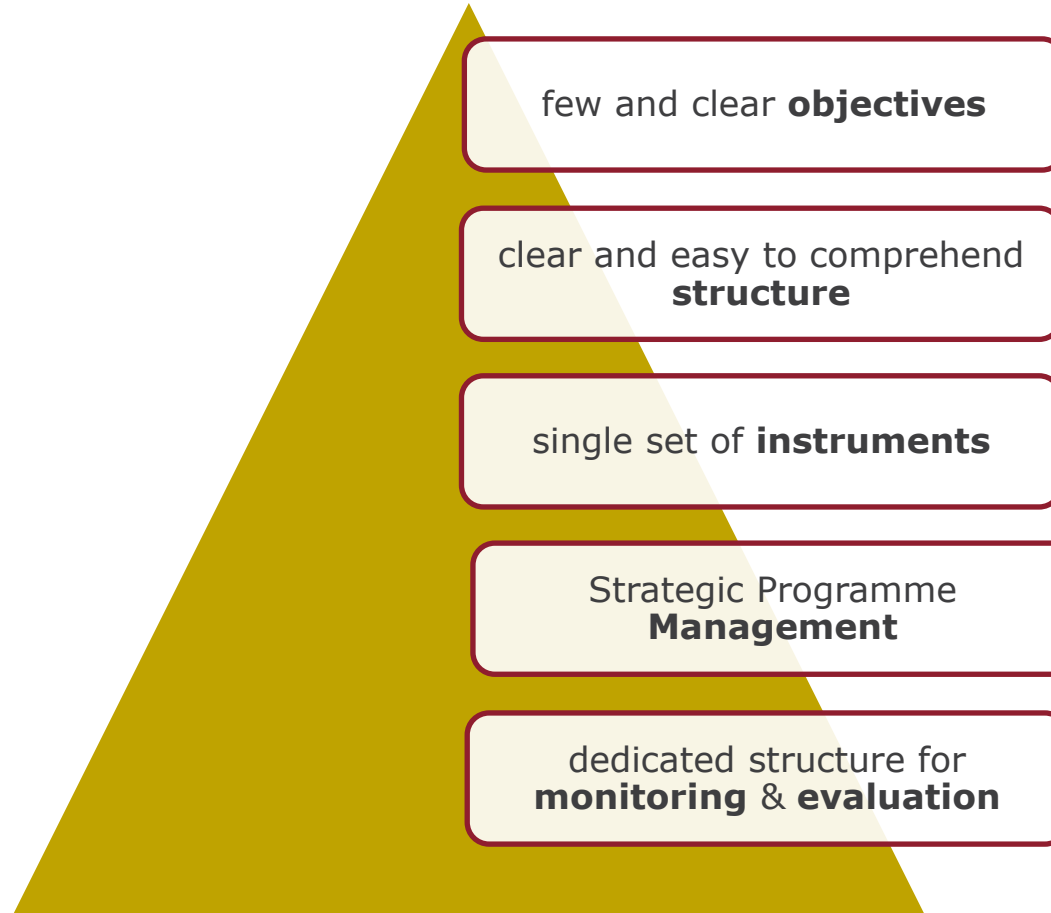 few and clear objectives
clear and easy to comprehend
structure
single set of instruments
Strategic Programme
Management
dedicated structure for
monitoring & evaluation